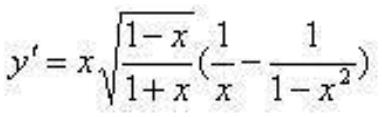 y' = x√((1−x)/(1+x)) (1/x − 1/(1−x²))